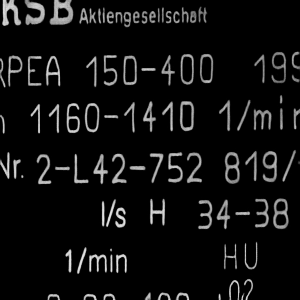 KSB Aktiengesellschaft
RPEA 150-400 199
n 1160-1410 1/min
Nr. 2-L42-752 819/
l/s H 34-38
1/min HU